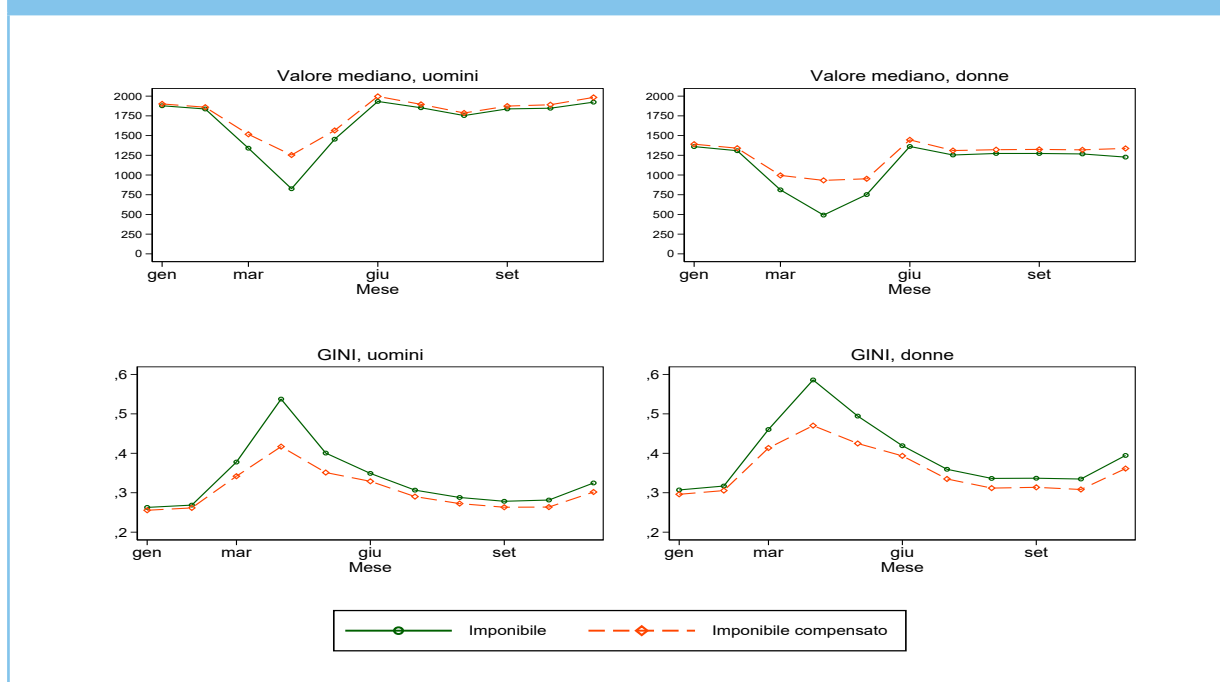 Valore mediano, uomini
2000
1750
1500
1250
1000
750
500
250
0
gen mar giu set
Mese
Valore mediano, donne
2000
1750
1500
1250
1000
750
500
250
0
gen mar giu set
Mese
GINI, uomini
,6
,5
,4
,3
,2
gen mar giu set
Mese
GINI, donne
,6
,5
,4
,3
,2
gen mar giu set
Mese
Imponibile Imponibile compensato